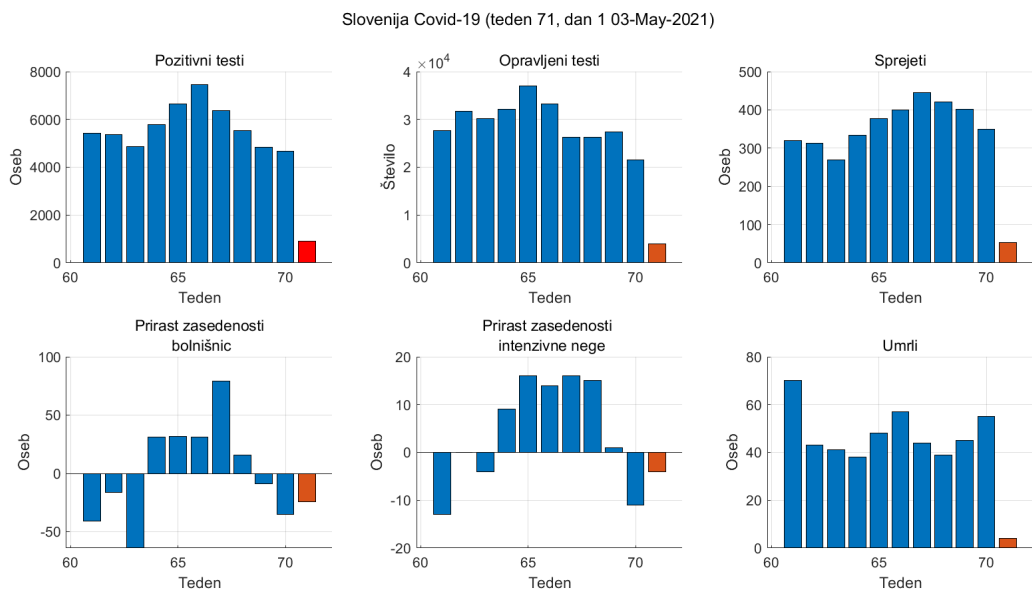 Slovenija Covid-19 (teden 71, dan 1 03-May-2021)
Pozitivni testi
8000
6000
4000
2000
0
60
65
70
Oseb
Teden
Opravljeni testi
×10⁴
4
3
2
1
0
60
65
70
Število
Teden
Sprejeti
500
400
300
200
100
0
60
65
70
Oseb
Teden
Prirast zasedenosti
bolnišnic
100
50
0
-50
60
65
70
Oseb
Teden
Prirast zasedenosti
intenzivne nege
20
10
0
-10
-20
60
65
70
Oseb
Teden
Umrli
80
60
40
20
0
60
65
70
Oseb
Teden